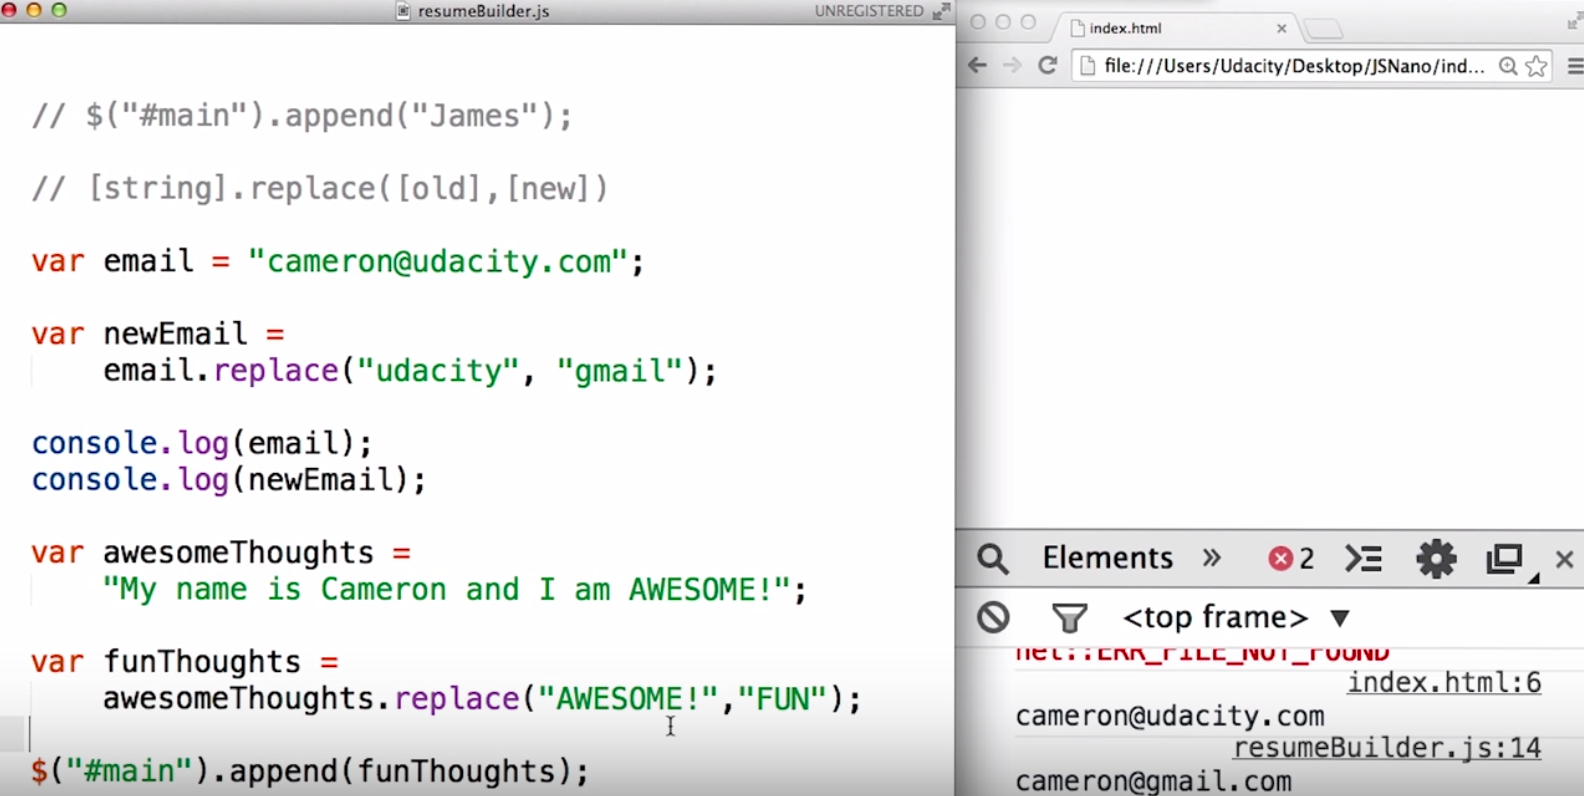 resumeBuilder.js
UNREGISTERED
// $("#main").append("James");
// [string].replace([old],[new])
var email = "cameron@udacity.com";
var newEmail =
email.replace("udacity", "gmail");
console.log(email);
console.log(newEmail);
var awesomeThoughts =
"My name is Cameron and I am AWESOME!";
var funThoughts =
awesomeThoughts.replace("AWESOME!","FUN");
$("#main").append(funThoughts);
index.html
file:///Users/Udacity/Desktop/JSNano/ind...
Elements » 2
<top frame> ▼
net::ERR_FILE_NOT_FOUND
index.html:6
cameron@udacity.com
resumeBuilder.js:14
cameron@gmail.com